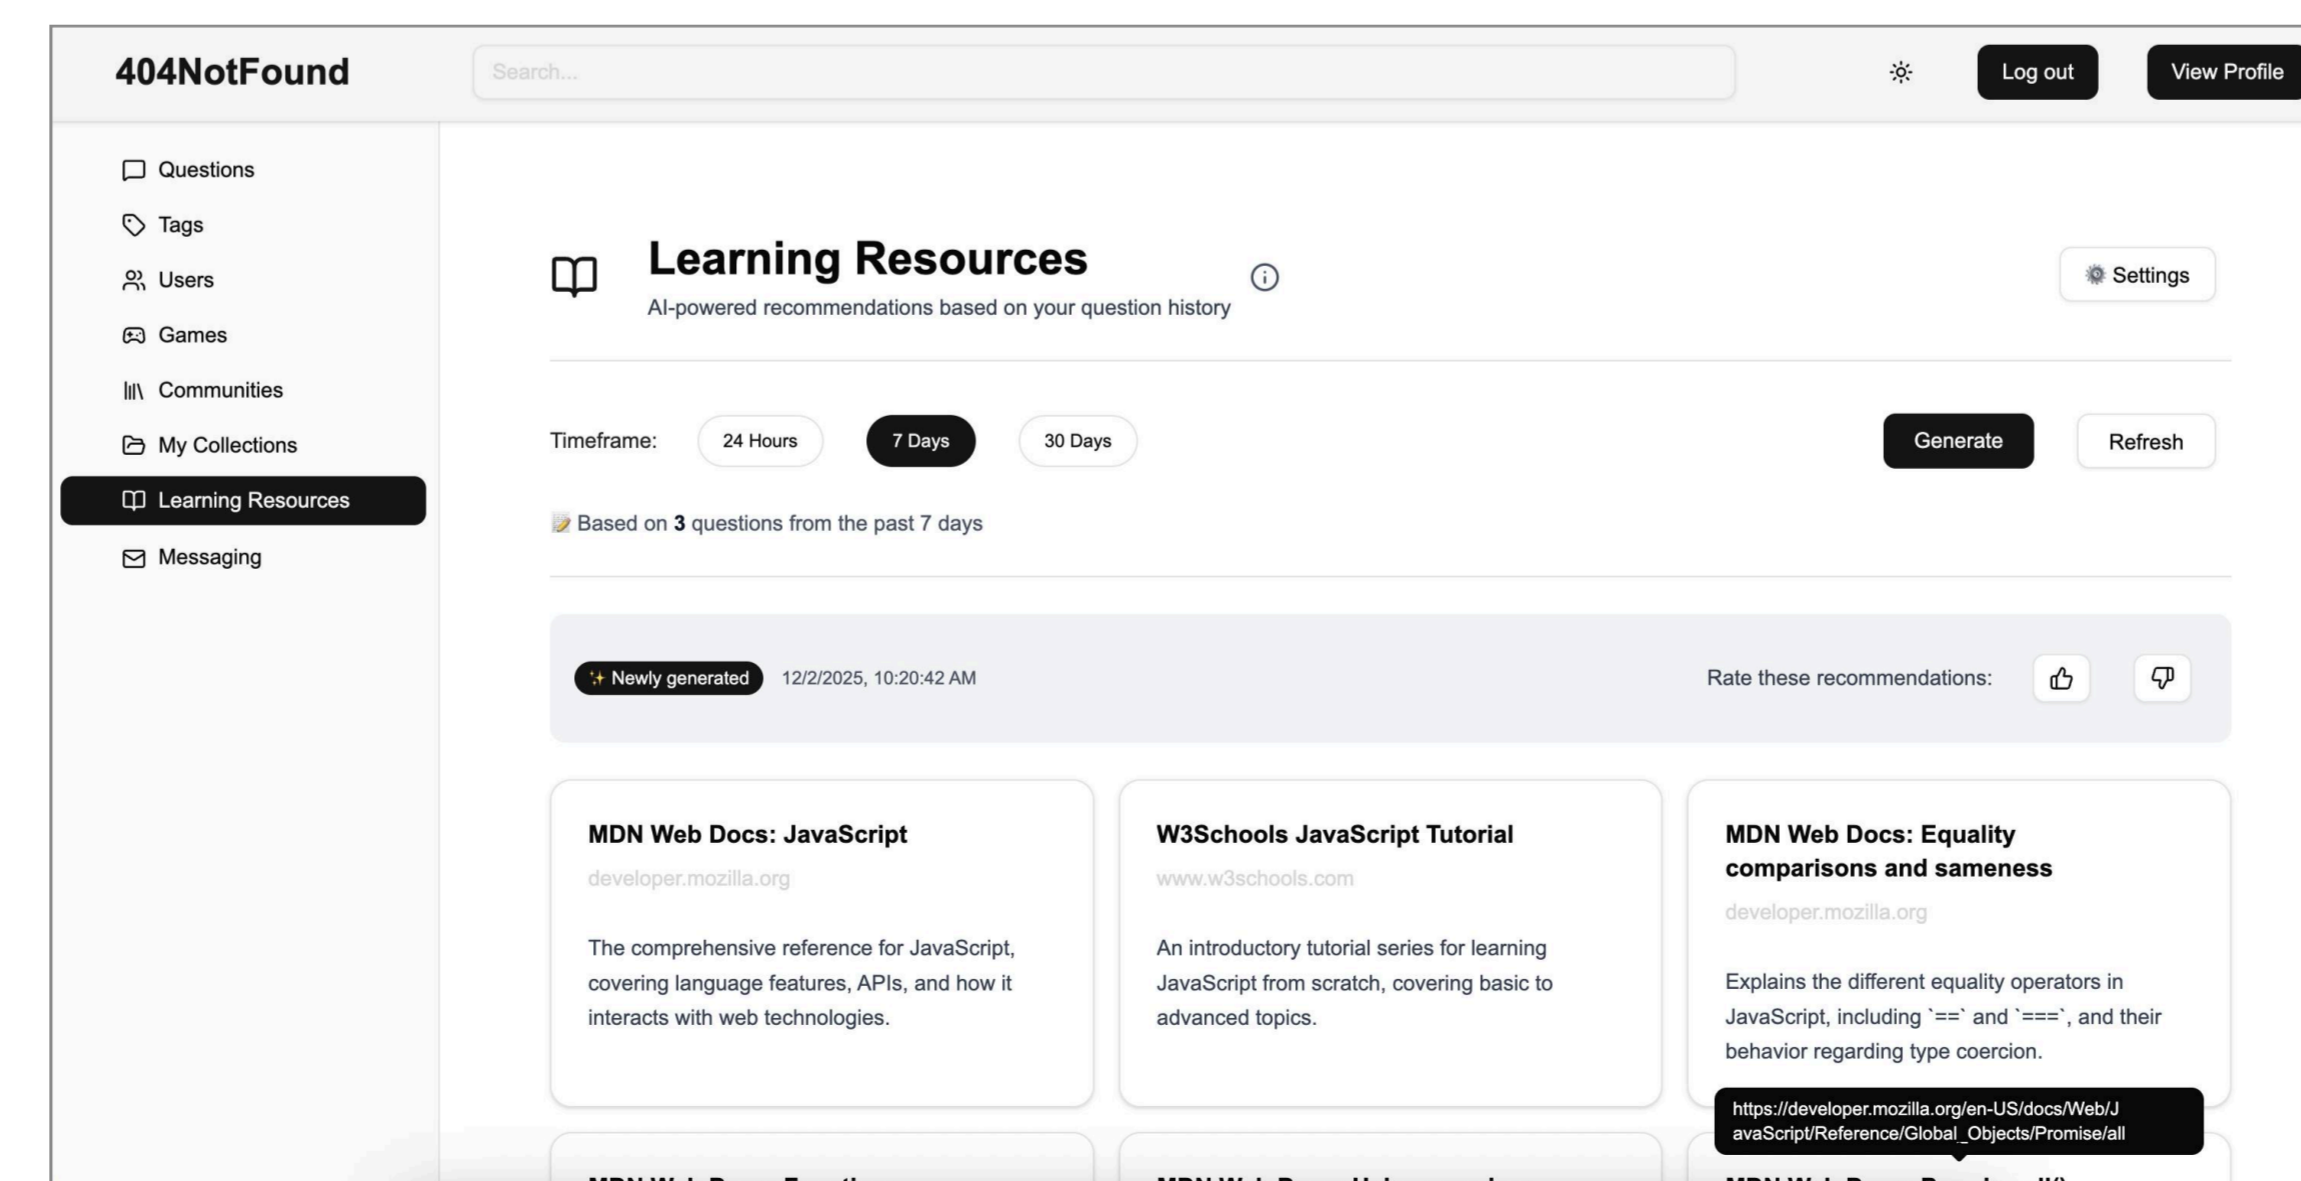 404NotFound
Search...
Log out
View Profile
Questions
Tags
Users
Games
Communities
My Collections
Learning Resources
Messaging
Learning Resources
AI-powered recommendations based on your question history
Settings
Timeframe:
24 Hours
7 Days
30 Days
Generate
Refresh
Based on 3 questions from the past 7 days
Newly generated
12/2/2025, 10:20:42 AM
Rate these recommendations:
MDN Web Docs: JavaScript
developer.mozilla.org
The comprehensive reference for JavaScript,
covering language features, APIs, and how it
interacts with web technologies.
W3Schools JavaScript Tutorial
www.w3schools.com
An introductory tutorial series for learning
JavaScript from scratch, covering basic to
advanced topics.
MDN Web Docs: Equality
comparisons and sameness
developer.mozilla.org
Explains the different equality operators in
JavaScript, including `==` and `===`, and their
behavior regarding type coercion.
https://developer.mozilla.org/en-US/docs/Web/J
avaScript/Reference/Global_Objects/Promise/all